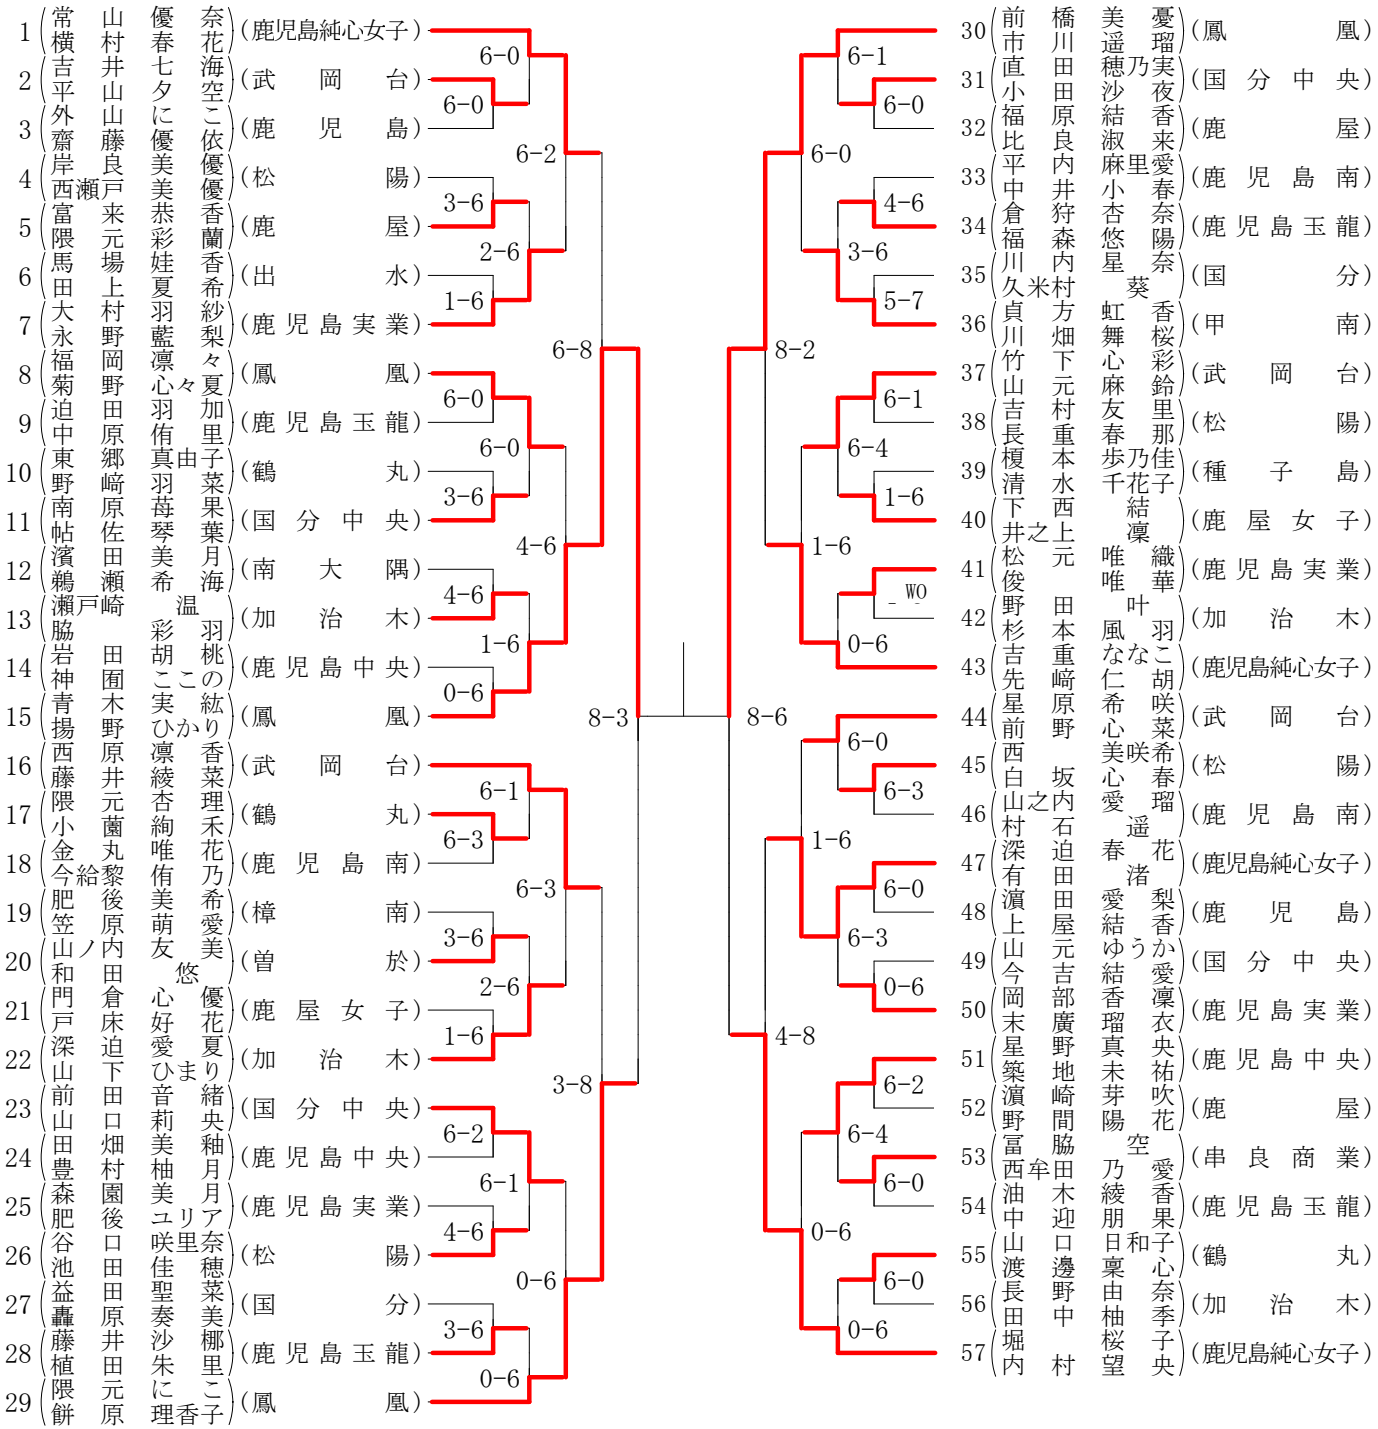 1 常山優奈 横村春花 (鹿児島純心女子)
2 吉井七海 平山夕空 (武岡台)
3 外山にこ 齋藤優依 (鹿児島)
4 岸良美優 西瀬戸美優 (松陽)
5 富来恭香 隈元彩蘭 (鹿屋)
6 馬場娃香 田上夏希 (出水)
7 大村羽紗 永野藍梨 (鹿児島実業)
8 福岡凛々 菊野心々夏 (鳳凰)
9 迫田羽加 中原侑里 (鹿児島玉龍)
10 東郷真由子 野﨑羽菜 (鶴丸)
11 南原苺果 帖佐琴葉 (国分中央)
12 濱田美月 鵜瀬希海 (南大隅)
13 瀬戸崎温 脇彩羽 (加治木)
14 岩田胡桃 神囿ここの (鹿児島中央)
15 青木実紘 揚野ひかり (鳳凰)
16 西原凛香 藤井綾菜 (武岡台)
17 隈元杏理 小薗絢禾 (鶴丸)
18 金丸唯花 今給黎侑乃 (鹿児島南)
19 肥後美希 笠原萌愛 (樟南)
20 山ノ内友美 和田悠 (曽於)
21 門倉心優 戸床好花 (鹿屋女子)
22 深迫愛夏 山下ひまり (加治木)
23 前田音緒 山口莉央 (国分中央)
24 田畑美釉 豊村柚月 (鹿児島中央)
25 森園美月 肥後ユリア (鹿児島実業)
26 谷口咲里奈 池田佳穂 (松陽)
27 益田聖菜 轟原奏美 (国分)
28 藤井沙梛 植田朱里 (鹿児島玉龍)
29 隈元にこ 餅原理香子 (鳳凰)
6-0
6-0
6-2
3-6
2-6
1-6
6-8
6-0
6-0
3-6
4-6
4-6
1-6
0-6
8-3
6-1
6-3
6-3
3-6
2-6
1-6
3-8
6-2
6-1
4-6
0-6
3-6
0-6
30 前橋美憂 市川遥瑠 (鳳凰)
31 直田穂乃実 小田沙夜 (国分中央)
32 福原結香 比良淑来 (鹿屋)
33 平内麻里愛 中井小春 (鹿児島南)
34 倉狩杏奈 福森悠陽 (鹿児島玉龍)
35 川内星奈 久米村葵 (国分)
36 貞方虹香 川畑舞桜 (甲南)
37 竹下心彩 山元麻鈴 (武岡台)
38 吉村友里 長重春那 (松陽)
39 榎本歩乃佳 清水千花子 (種子島)
40 下西結 井之上凜 (鹿屋女子)
41 松元唯織 俊唯華 (鹿児島実業)
42 野田叶 杉本風羽 (加治木)
43 吉重ななこ 先﨑仁胡 (鹿児島純心女子)
44 星原希咲 前野心菜 (武岡台)
45 西美咲希 白坂心春 (松陽)
46 山之内愛瑠 村石遥 (鹿児島南)
47 深迫春花 有田渚 (鹿児島純心女子)
48 濵田愛梨 上屋結香 (鹿児島)
49 山元ゆうか 今吉結愛 (国分中央)
50 岡部香凜 末廣瑠衣 (鹿児島実業)
51 星野真央 築地未祐 (鹿児島中央)
52 濵崎芽吹 野間陽花 (鹿屋)
53 冨脇空 西牟田乃愛 (串良商業)
54 油木綾香 中迎朋果 (鹿児島玉龍)
55 山口日和子 渡邊稟心 (鶴丸)
56 長野由奈 田中柚季 (加治木)
57 堀桜子 内村望央 (鹿児島純心女子)
6-1
6-0
6-0
4-6
3-6
5-7
8-2
6-1
6-4
1-6
1-6
WO
0-6
8-6
6-0
6-3
1-6
6-0
6-3
0-6
4-8
6-2
6-4
6-0
0-6
6-0
0-6